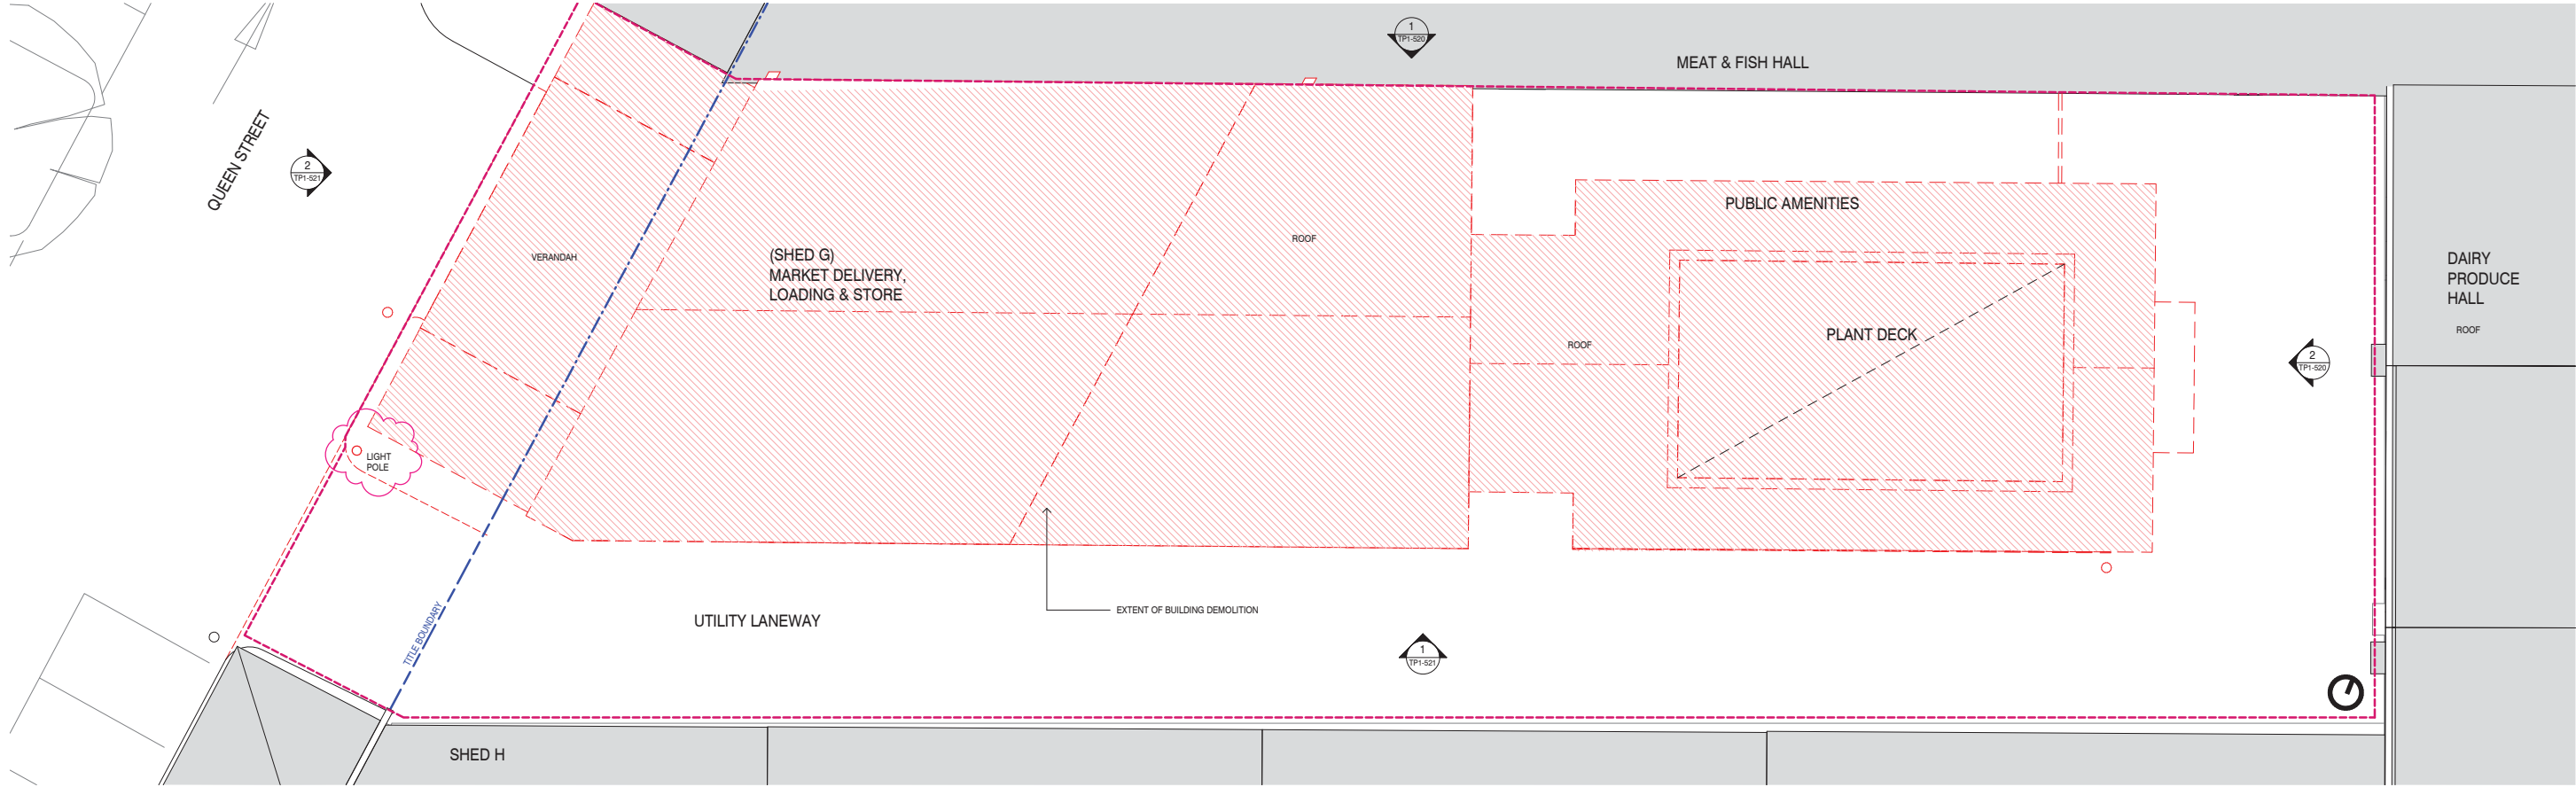 1
TP1-520
MEAT & FISH HALL
QUEEN STREET
2
TP1-521
PUBLIC AMENITIES
VERANDAH
(SHED G)
MARKET DELIVERY,
LOADING & STORE
ROOF
DAIRY
PRODUCE
HALL
ROOF
PLANT DECK
ROOF
2
TP1-520
LIGHT
POLE
TITLE BOUNDARY
UTILITY LANEWAY
EXTENT OF BUILDING DEMOLITION
1
TP1-521
SHED H